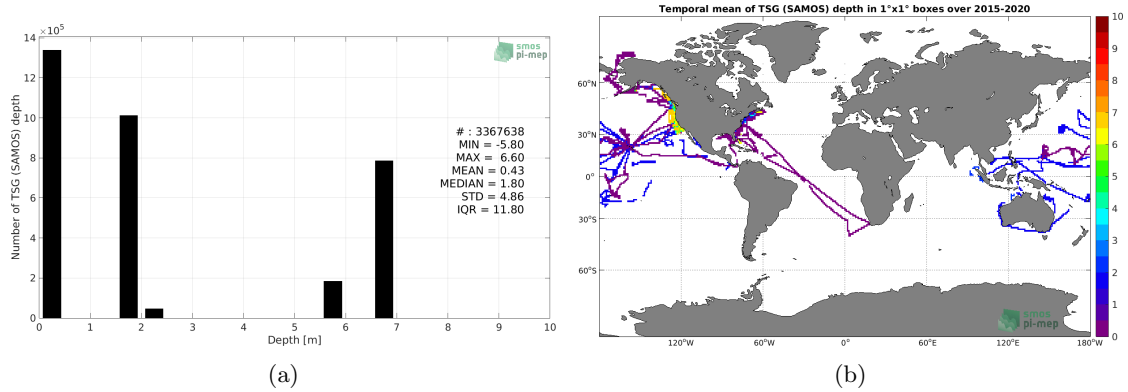 14 ×10⁵
12
10
8
6
4
2
0
Number of TSG (SAMOS) depth
0 1 2 3 4 5 6 7 8 9 10
Depth [m]
smos
pi-mep
# : 3367638
MIN = -5.80
MAX = 6.60
MEAN = 0.43
MEDIAN = 1.80
STD = 4.86
IQR = 11.80
(a)
Temporal mean of TSG (SAMOS) depth in 1°x1° boxes over 2015-2020
60°N
30°N
0°
30°S
60°S
120°W 60°W 0° 60°E 120°E 180°W
smos
pi-mep
10
9
8
7
6
5
4
3
2
1
0
(b)